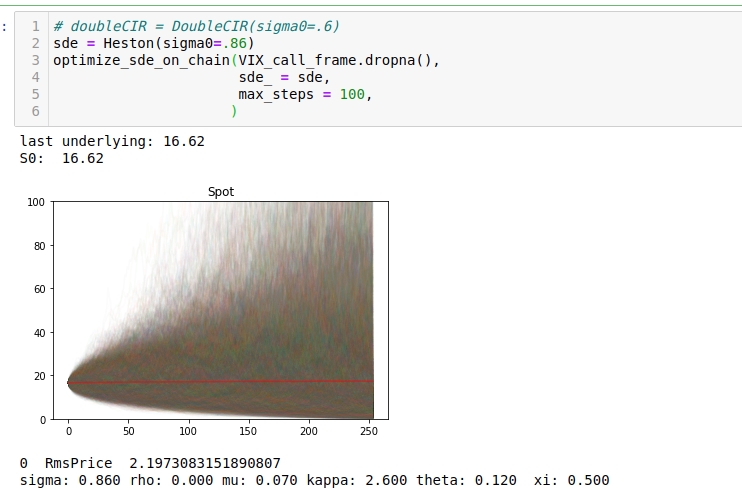 :
1 # doubleCIR = DoubleCIR(sigma0=.6)
2 sde = Heston(sigma0=.86)
3 optimize_sde_on_chain(VIX_call_frame.dropna(),
4 sde_ = sde,
5 max_steps = 100,
6 )
last underlying: 16.62
S0:  16.62
Spot
100
80
60
40
20
0
0 50 100 150 200 250
0  RmsPrice  2.1973083151890807
sigma: 0.860 rho: 0.000 mu: 0.070 kappa: 2.600 theta: 0.120  xi: 0.500